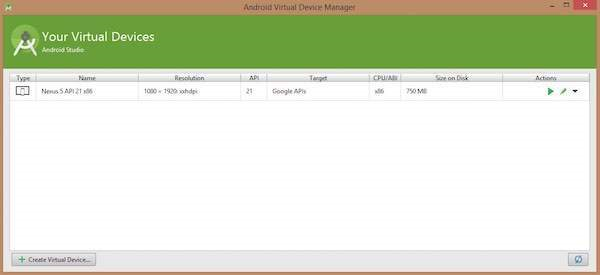 Android Virtual Device Manager
Your Virtual Devices
Android Studio
Type Name Resolution API Target CPU/ABI Size on Disk Actions
Nexus 5 API 21 x86 1080 × 1920: xxhdpi 21 Google APIs x86 750 MB
Create Virtual Device...